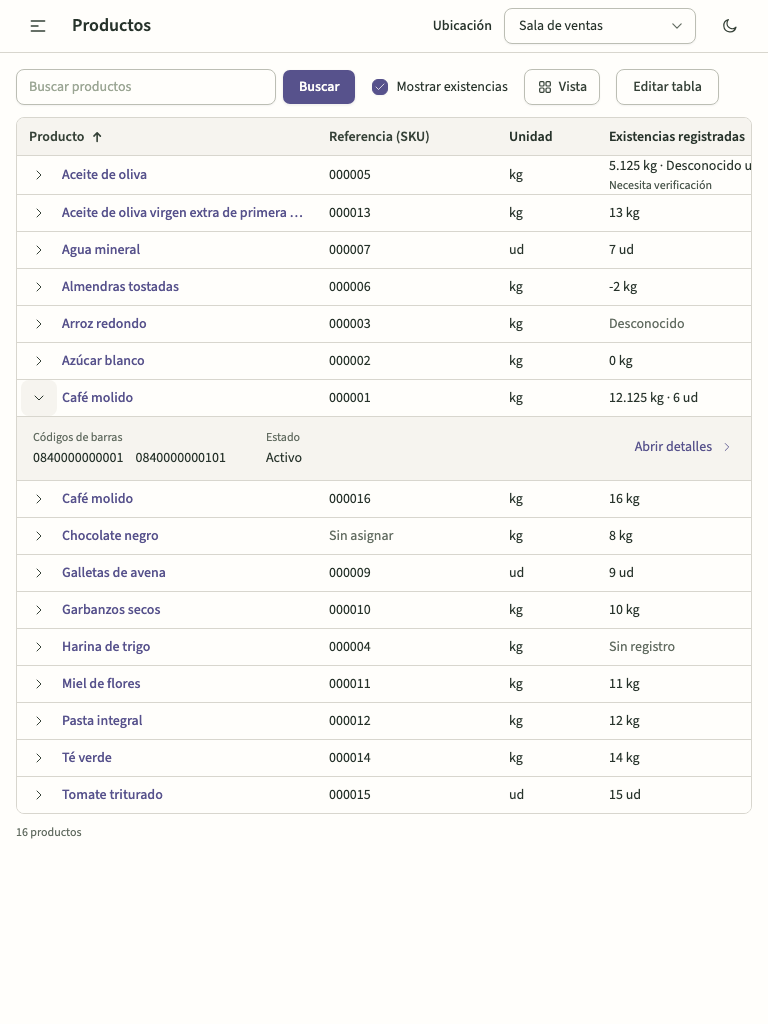 Productos
Ubicación
Sala de ventas
Buscar productos
Buscar
Mostrar existencias
Vista
Editar tabla
Producto
Referencia (SKU)
Unidad
Existencias registradas
Aceite de oliva
000005
kg
5.125 kg · Desconocido u
Necesita verificación
Aceite de oliva virgen extra de primera …
000013
kg
13 kg
Agua mineral
000007
ud
7 ud
Almendras tostadas
000006
kg
-2 kg
Arroz redondo
000003
kg
Desconocido
Azúcar blanco
000002
kg
0 kg
Café molido
000001
kg
12.125 kg · 6 ud
Códigos de barras
0840000000001 0840000000101
Estado
Activo
Abrir detalles
Café molido
000016
kg
16 kg
Chocolate negro
Sin asignar
kg
8 kg
Galletas de avena
000009
ud
9 ud
Garbanzos secos
000010
kg
10 kg
Harina de trigo
000004
kg
Sin registro
Miel de flores
000011
kg
11 kg
Pasta integral
000012
kg
12 kg
Té verde
000014
kg
14 kg
Tomate triturado
000015
ud
15 ud
16 productos